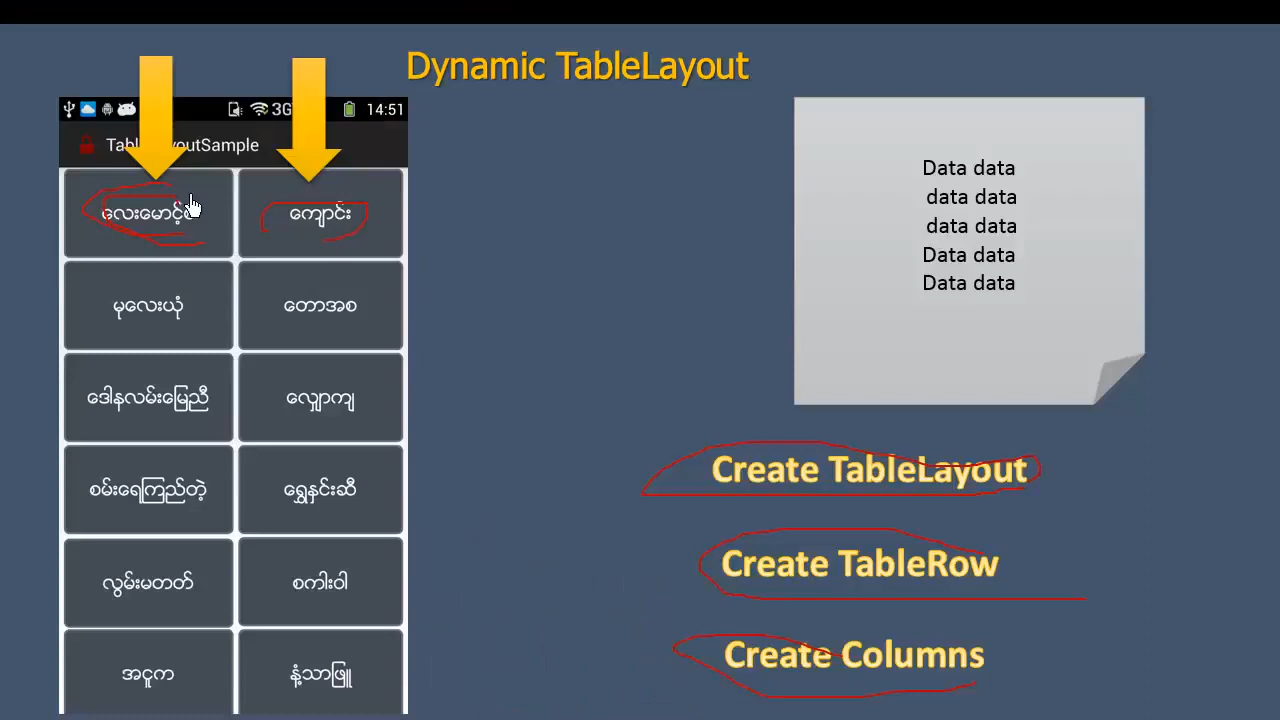 Dynamic TableLayout
3G 14:51
TableLayoutSample
ကျောင်း
မုလေးယုံ
တောအစ
ဒေါနလမ်းမြေညီ
လျှောကျ
စမ်းရေကြည်တဲ့
ရွှေနှင်းဆီ
လွမ်းမတတ်
စကါးဝါ
အငူက
နံ့သာဖြူ
Data data
data data
data data
Data data
Data data
Create TableLayout
Create TableRow
Create Columns